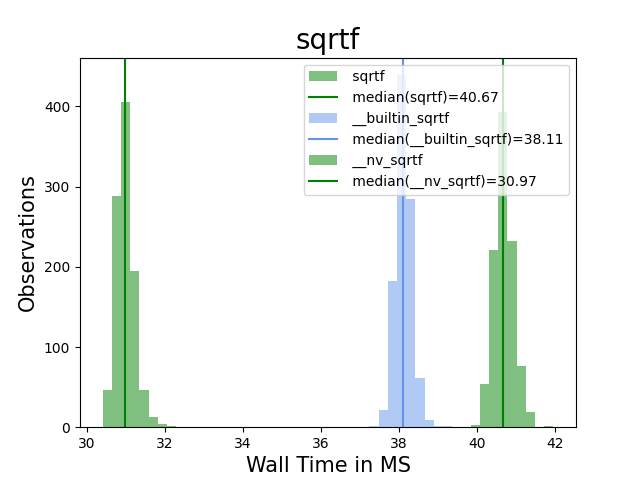 sqrtf
sqrtf
median(sqrtf)=40.67
__builtin_sqrtf
median(__builtin_sqrtf)=38.11
__nv_sqrtf
median(__nv_sqrtf)=30.97
Observations
400
300
200
100
0
30 32 34 36 38 40 42
Wall Time in MS